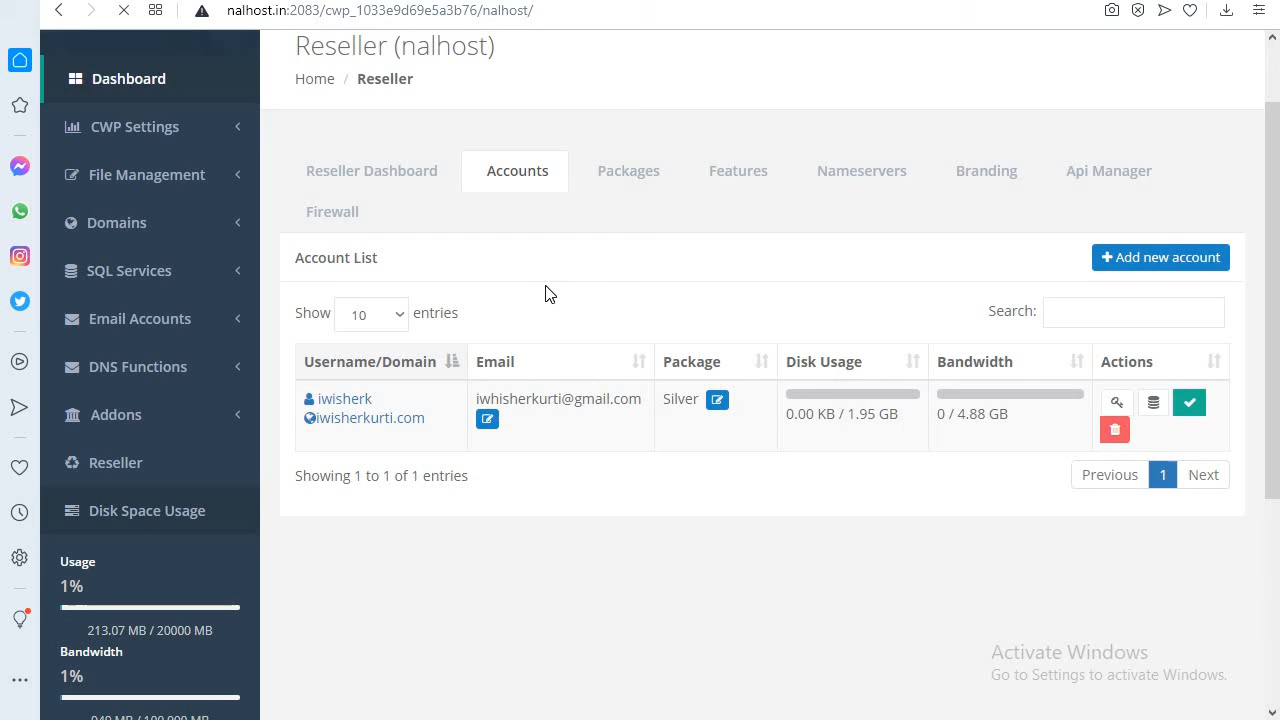 nalhost.in:2083/cwp_1033e9d69e5a3b76/nalhost/
Dashboard
CWP Settings
File Management
Domains
SQL Services
Email Accounts
DNS Functions
Addons
Reseller
Disk Space Usage
Usage
1%
213.07 MB / 20000 MB
Bandwidth
1%
Reseller (nalhost)
Home / Reseller
Reseller Dashboard Accounts Packages Features Nameservers Branding Api Manager
Firewall
Account List
Add new account
Show 10 entries
Search:
Username/Domain Email Package Disk Usage Bandwidth Actions
iwisherk iwhisherkurti@gmail.com Silver
iwisherkurti.com 0.00 KB / 1.95 GB 0 / 4.88 GB
Showing 1 to 1 of 1 entries
Previous 1 Next
Activate Windows
Go to Settings to activate Windows.